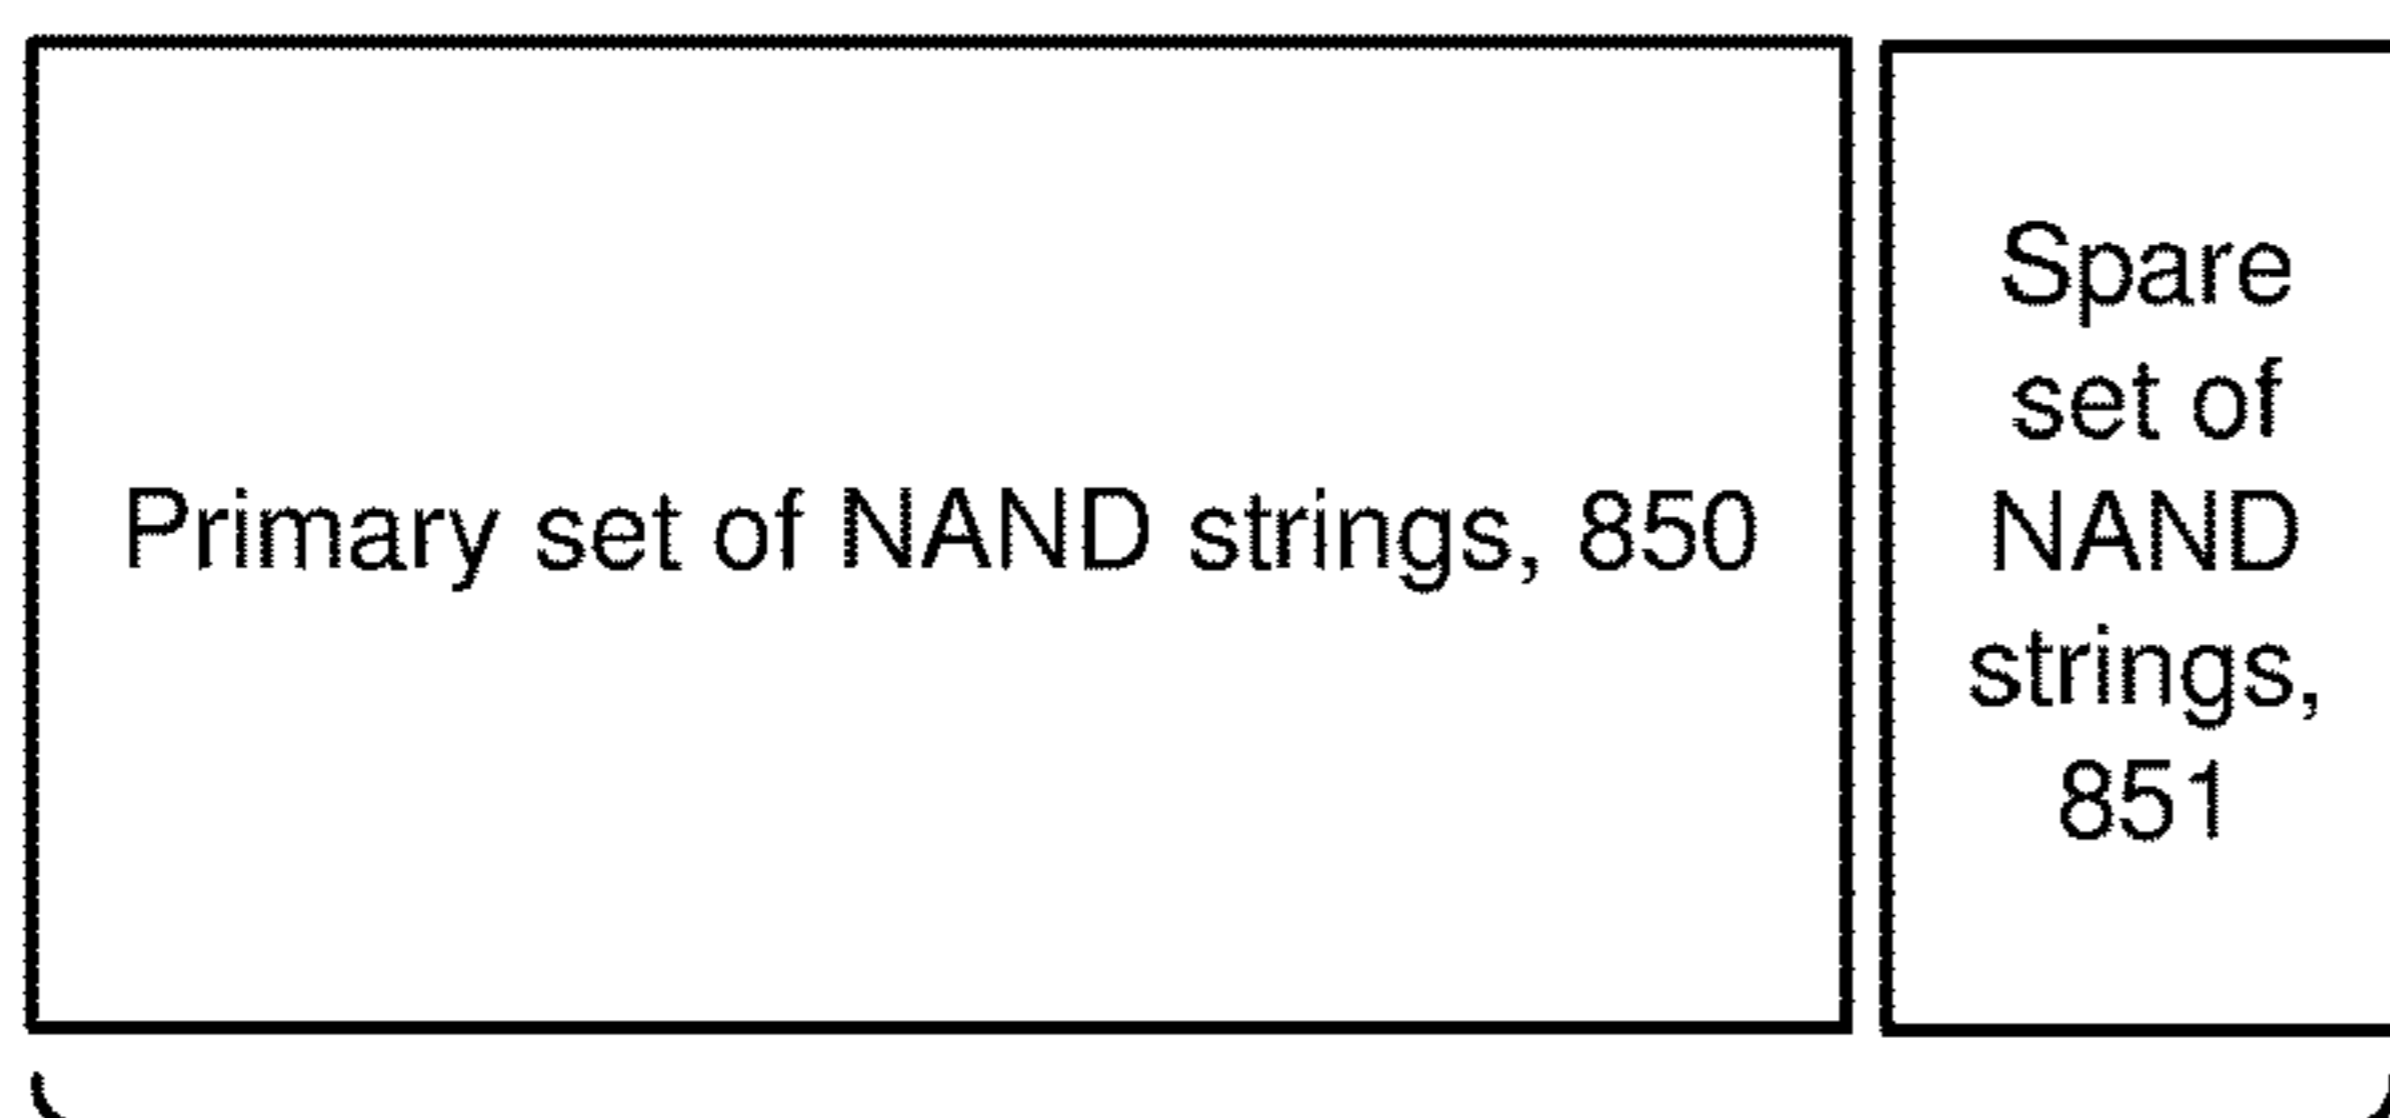 Primary set of NAND strings, 850
Spare
set of
NAND
strings,
851